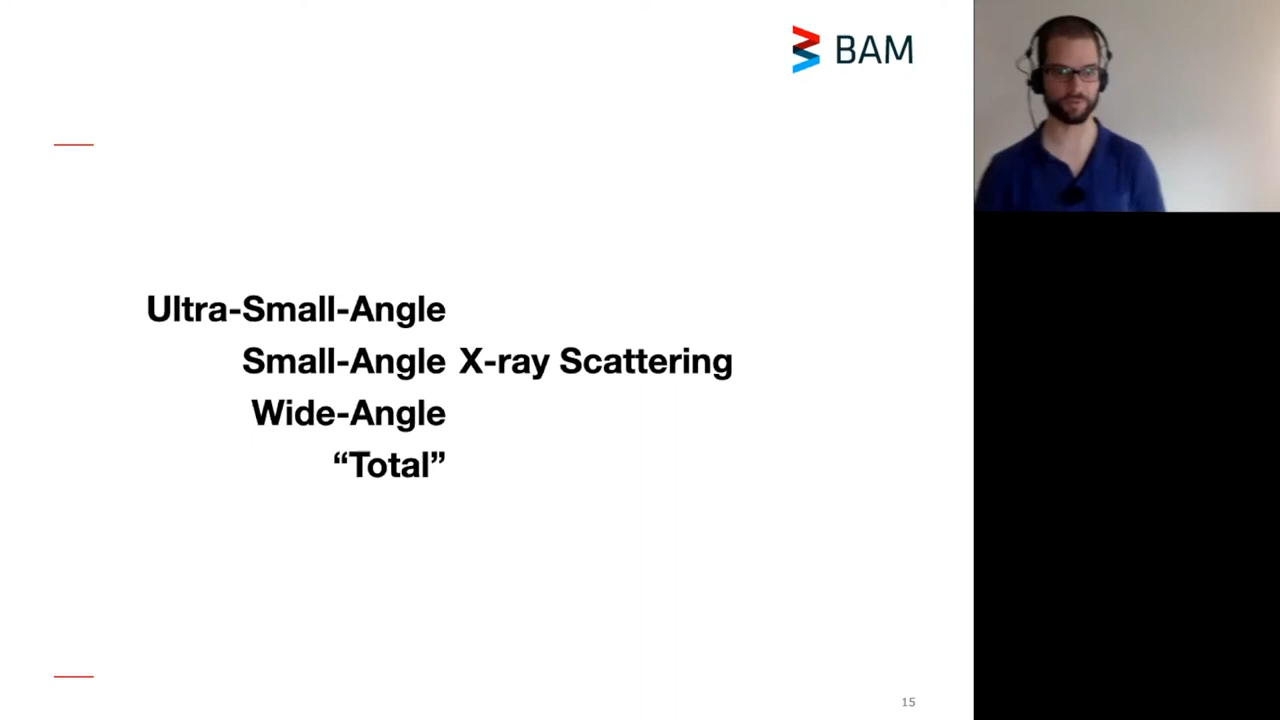 BAM
Ultra-Small-Angle
Small-Angle X-ray Scattering
Wide-Angle
“Total”
15